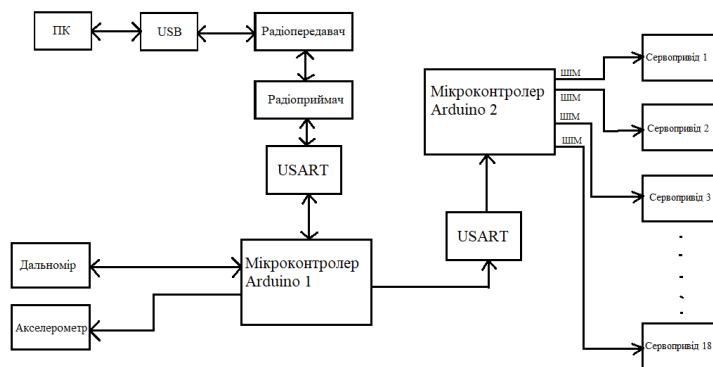 ПК
USB
Радіопередавач
Радіоприймач
USART
Дальномір
Акселерометр
Мікроконтролер
Arduino 1
USART
Мікроконтролер
Arduino 2
ШІМ
ШІМ
ШІМ
ШІМ
Сервопривід 1
Сервопривід 2
Сервопривід 3
Сервопривід 18